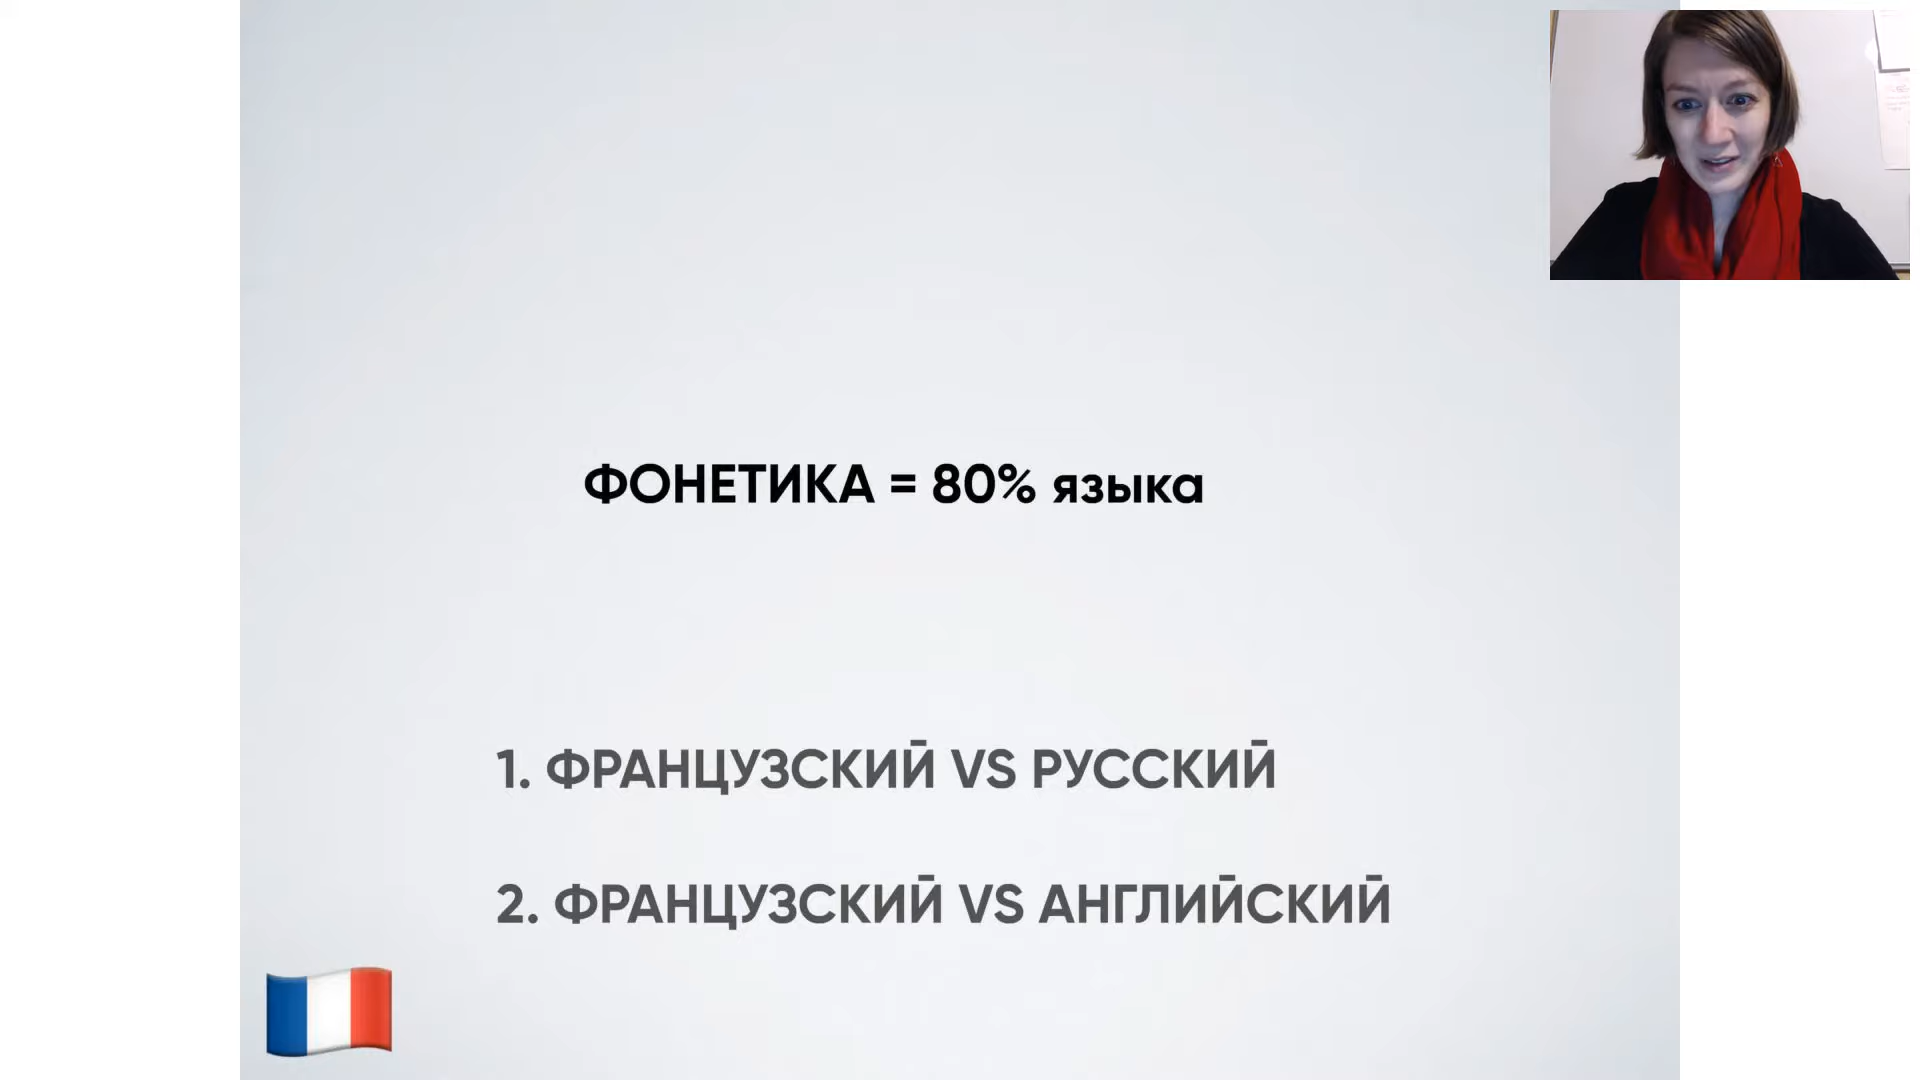 ФОНЕТИКА = 80% языка
1. ФРАНЦУЗСКИЙ VS РУССКИЙ
2. ФРАНЦУЗСКИЙ VS АНГЛИЙСКИЙ